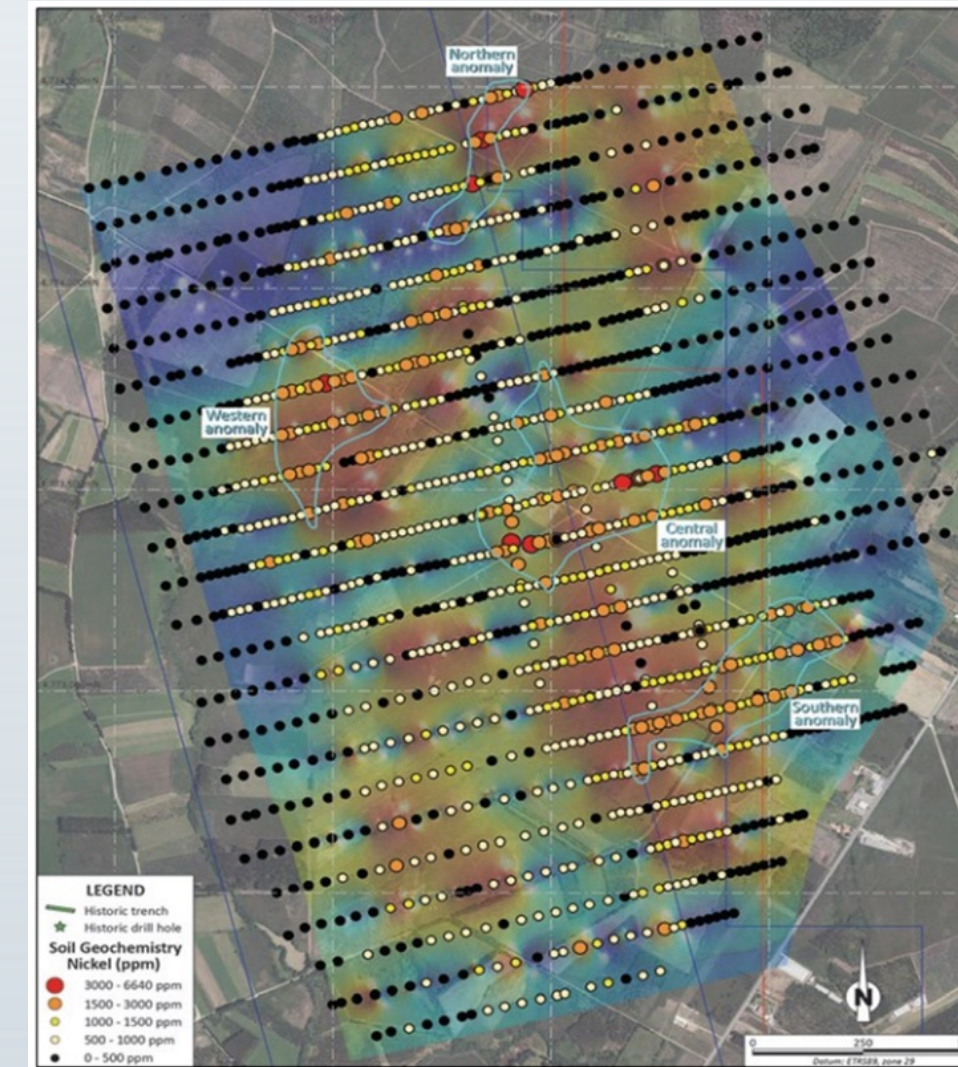 Northern
anomaly
Western
anomaly
Central
anomaly
Southern
anomaly
LEGEND
Historic trench
Historic drill hole
Soil Geochemistry
Nickel (ppm)
3000 - 6640 ppm
1500 - 3000 ppm
1000 - 1500 ppm
500 - 1000 ppm
0 - 500 ppm
N
0 250
Datum: ETRS89, zone 29